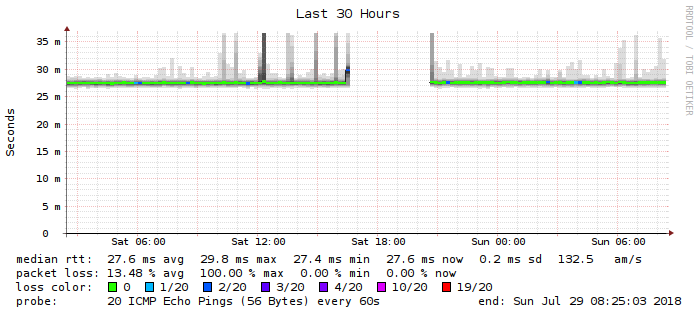 Last 30 Hours
RRDTOOL / TOBI OETIKER
Seconds
35 m
30 m
25 m
20 m
15 m
10 m
5 m
0
Sat 06:00 Sat 12:00 Sat 18:00 Sun 00:00 Sun 06:00
median rtt: 27.6 ms avg 29.8 ms max 27.4 ms min 27.6 ms now 0.2 ms sd 132.5 am/s
packet loss: 13.48 % avg 100.00 % max 0.00 % min 0.00 % now
loss color: 0 1/20 2/20 3/20 4/20 10/20 19/20
probe: 20 ICMP Echo Pings (56 Bytes) every 60s end: Sun Jul 29 08:25:03 2018